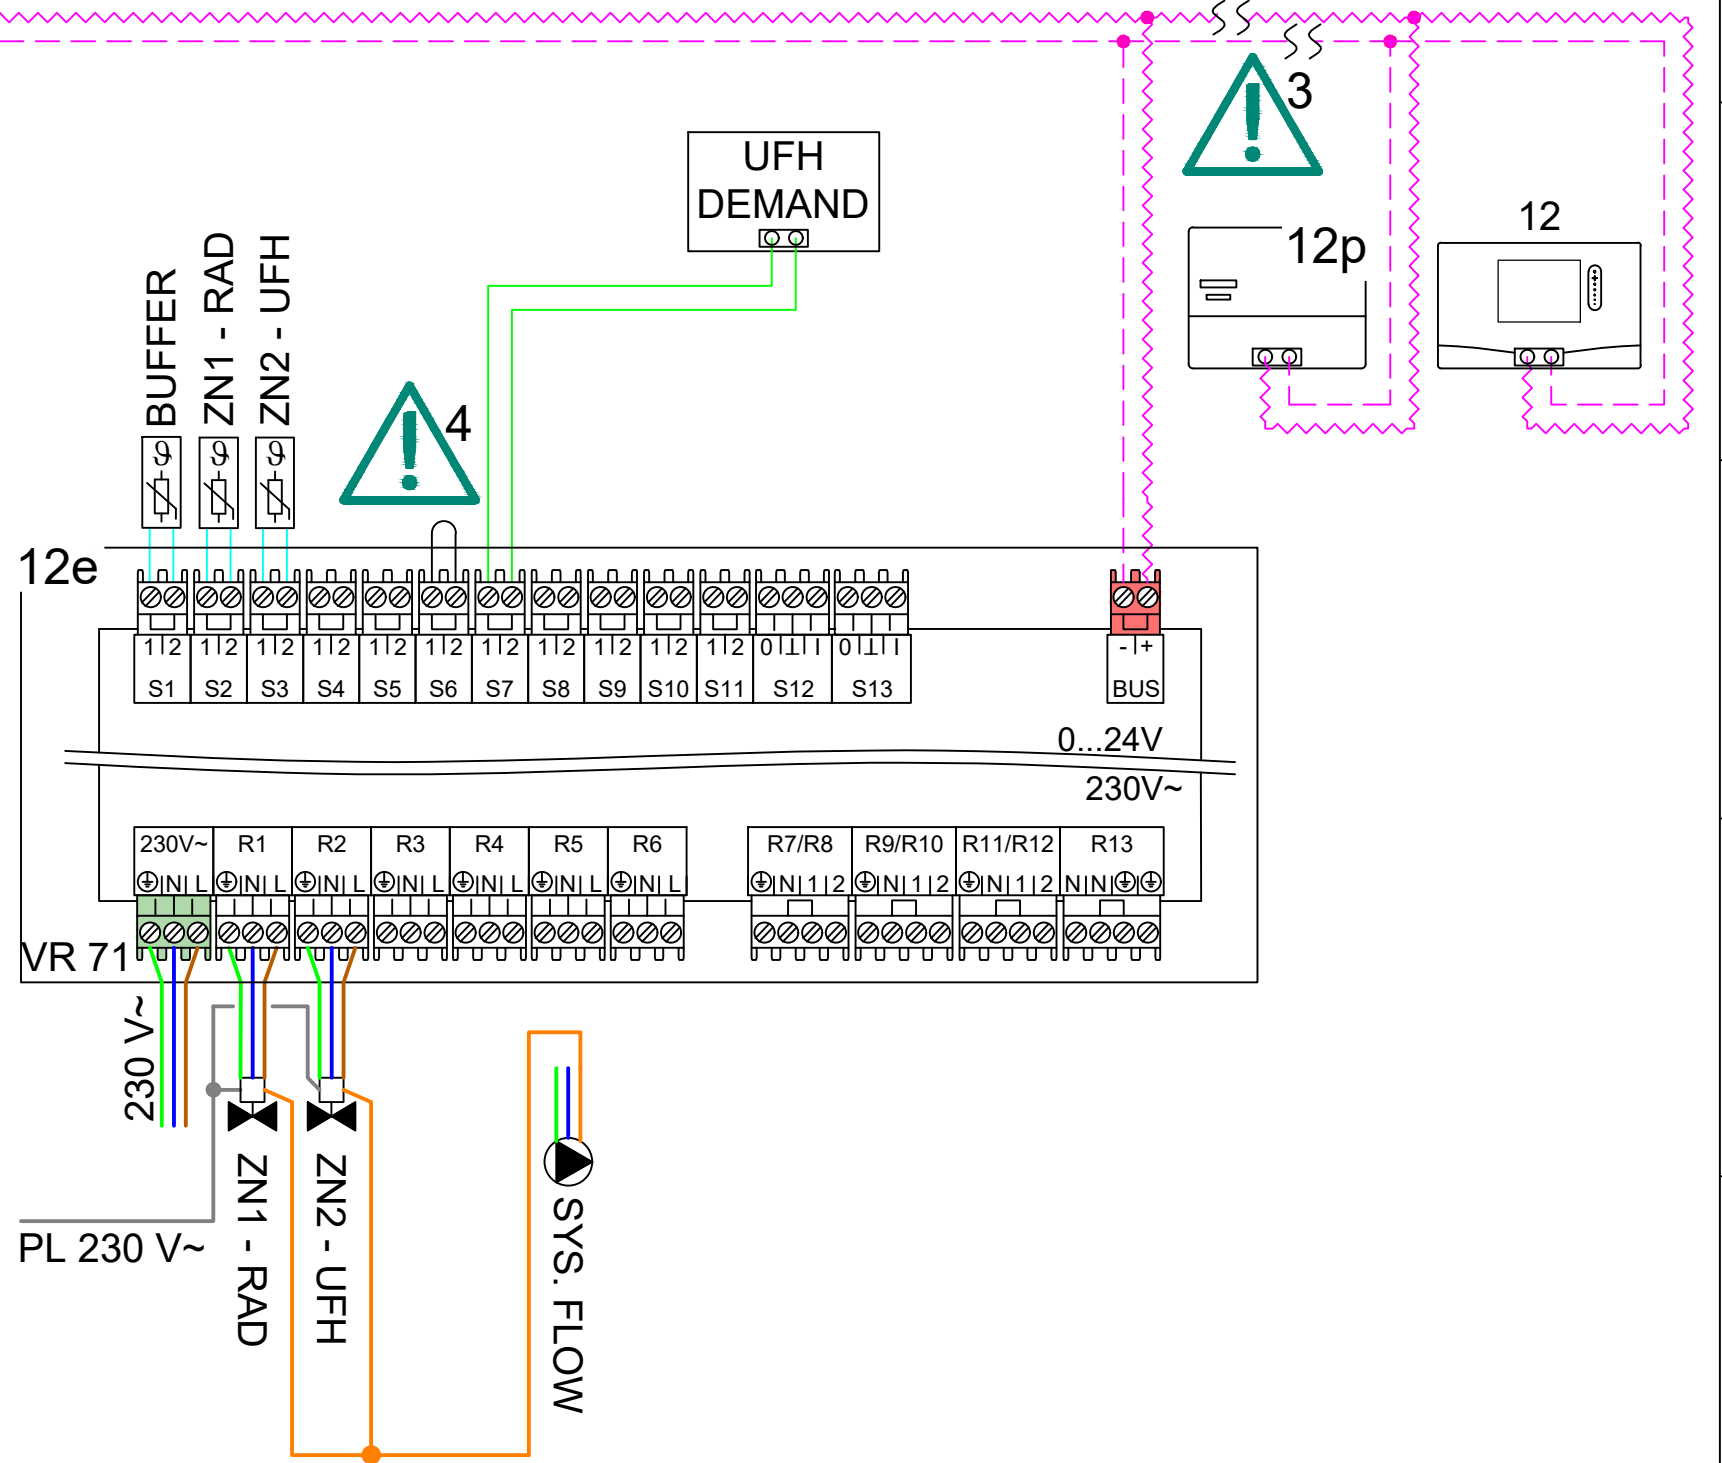 3
UFH
DEMAND
12p
12
BUFFER
ZN1 - RAD
ZN2 - UFH
ϑ ϑ ϑ
4
12e
1 2 1 2 1 2 1 2 1 2 1 2 1 2 1 2 1 2 1 2 1 2 0 ⊥ I 0 ⊥ I - +
S1 S2 S3 S4 S5 S6 S7 S8 S9 S10 S11 S12 S13 BUS
0...24V
230V~
230V~ R1 R2 R3 R4 R5 R6 R7/R8 R9/R10 R11/R12 R13
⏚ N L ⏚ N L ⏚ N L ⏚ N L ⏚ N L ⏚ N L ⏚ N L ⏚ N 1 2 ⏚ N 1 2 ⏚ N 1 2 N N ⏚ ⏚
VR 71
230 V~
PL 230 V~
ZN1 - RAD
ZN2 - UFH
SYS. FLOW